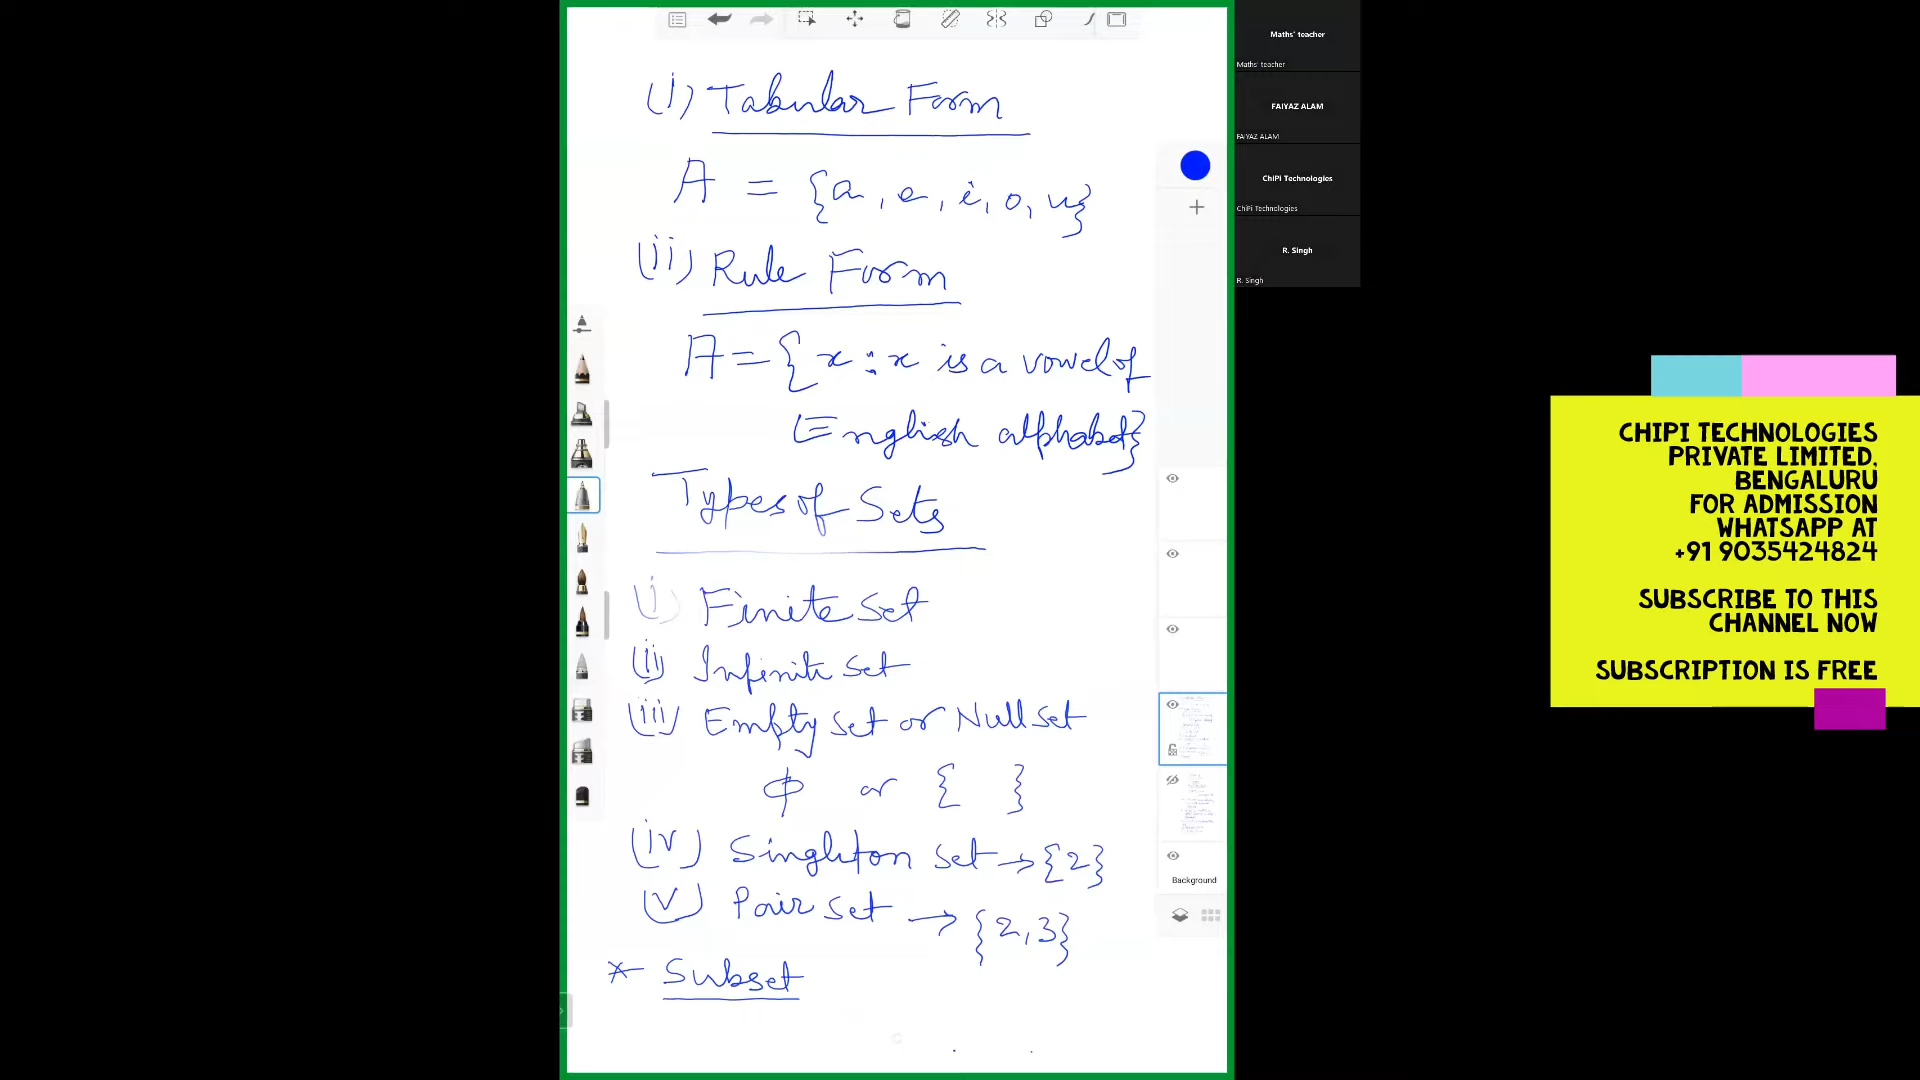 (i) Tabular Form
A = {a, e, i, o, u}
(ii) Rule Form
A = { x : x is a vowel of
English alphabet}
Types of Sets
(i) Finite set
(ii) Infinite set
(iii) Empty set or Null set
ϕ or { }
(iv) Singleton set → {2}
(v) Pair set → {2,3}
* Subset
Background
Maths' teacher
Maths' teacher
FAIYAZ ALAM
FAIYAZ ALAM
ChiPi Technologies
ChiPi Technologies
R. Singh
R. Singh
CHIPI TECHNOLOGIES
PRIVATE LIMITED,
BENGALURU
FOR ADMISSION
WHATSAPP AT
+91 9035424824
SUBSCRIBE TO THIS
CHANNEL NOW
SUBSCRIPTION IS FREE